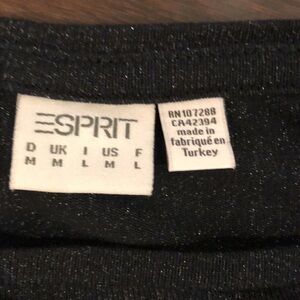 ESPRIT
D UK I US F
M M L M L
RN107288
CA42394
made in
fabriqué en
Turkey